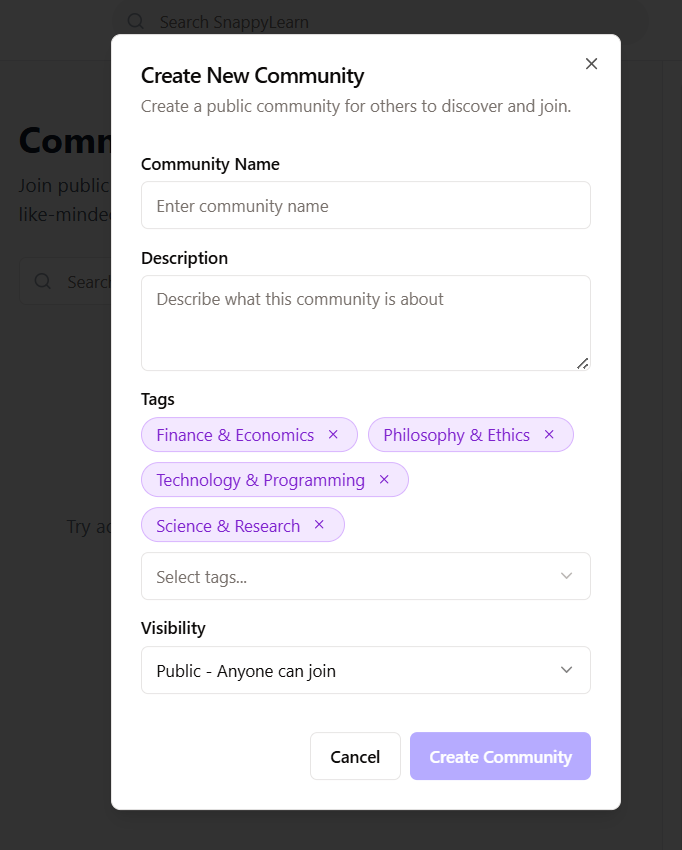 Search SnappyLearn
Create New Community
Create a public community for others to discover and join.
Comm
Join public
like-minded
Search
Community Name
Enter community name
Description
Describe what this community is about
Tags
Finance & Economics ×
Philosophy & Ethics ×
Technology & Programming ×
Science & Research ×
Try ad
Select tags...
Visibility
Public - Anyone can join
Cancel
Create Community